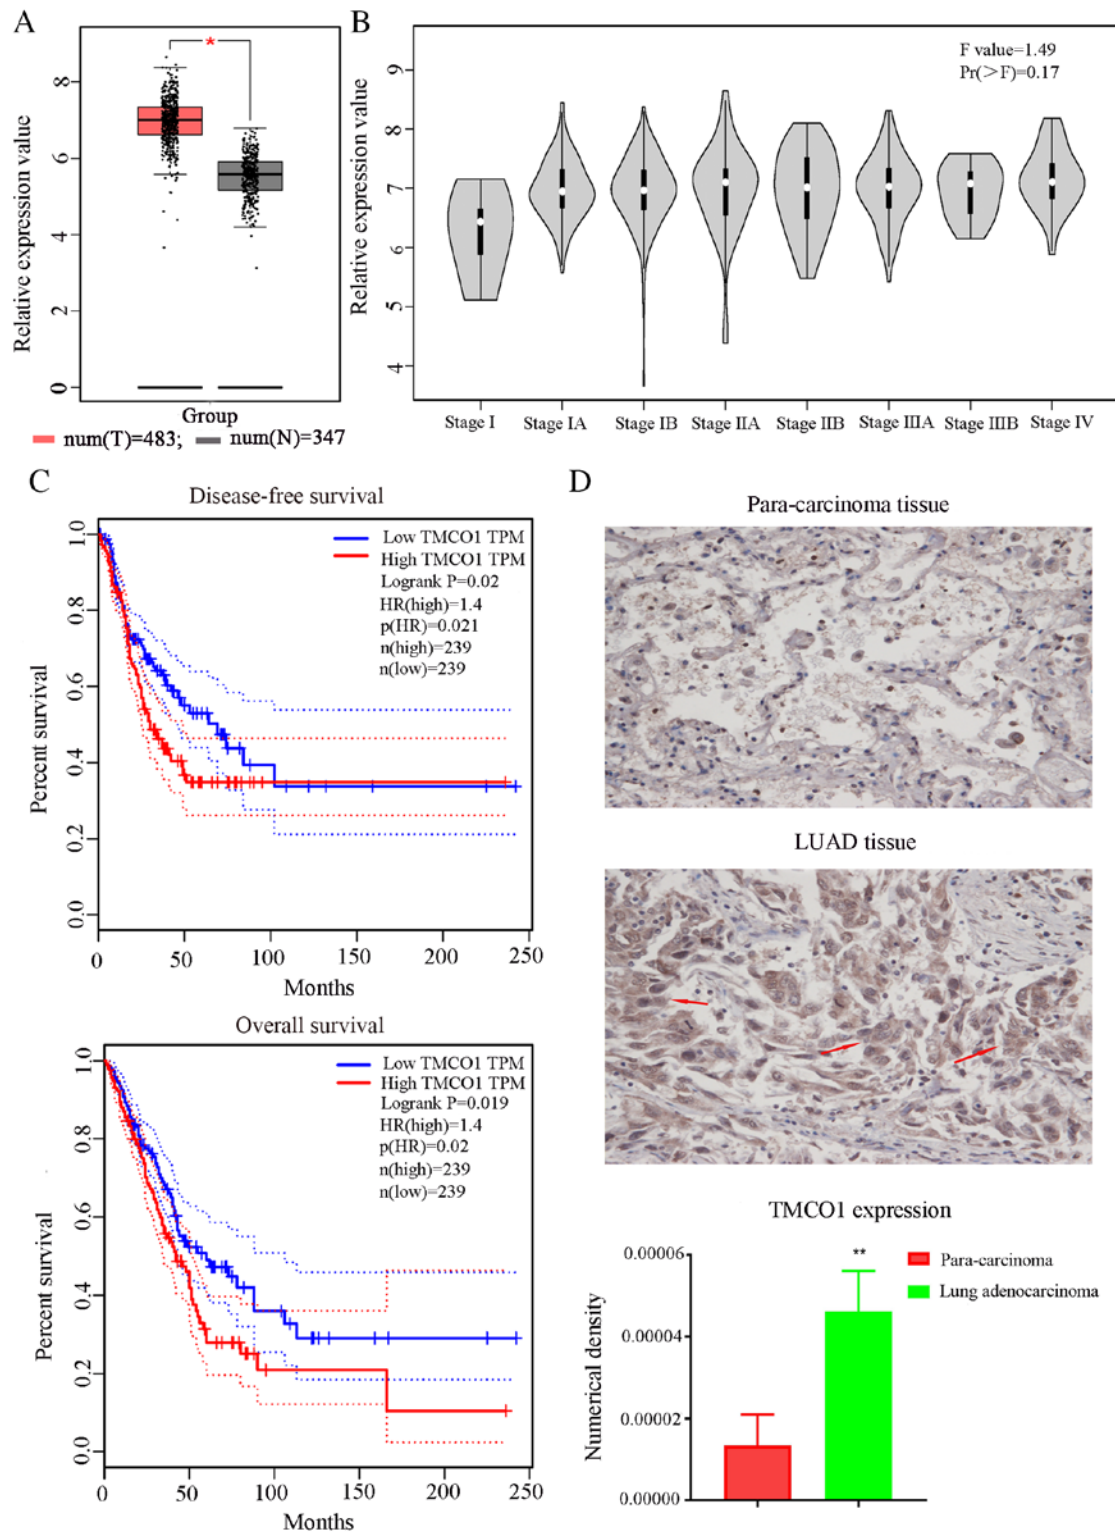 A
Relative expression value
8
6
4
2
0
*
Group
num(T)=483; num(N)=347
B
Relative expression value
9
8
7
6
5
4
F value=1.49
Pr(>F)=0.17
Stage I Stage IA Stage IB Stage IIA Stage IIB Stage IIIA Stage IIIB Stage IV
C
Disease-free survival
Percent survival
1.0
0.8
0.6
0.4
0.2
0.0
Low TMCO1 TPM
High TMCO1 TPM
Logrank P=0.02
HR(high)=1.4
p(HR)=0.021
n(high)=239
n(low)=239
0 50 100 150 200 250
Months
Overall survival
Percent survival
1.0
0.8
0.6
0.4
0.2
0.0
Low TMCO1 TPM
High TMCO1 TPM
Logrank P=0.019
HR(high)=1.4
p(HR)=0.02
n(high)=239
n(low)=239
0 50 100 150 200 250
Months
D
Para-carcinoma tissue
LUAD tissue
TMCO1 expression
Numerical density
0.00006
0.00004
0.00002
0.00000
**
Para-carcinoma
Lung adenocarcinoma